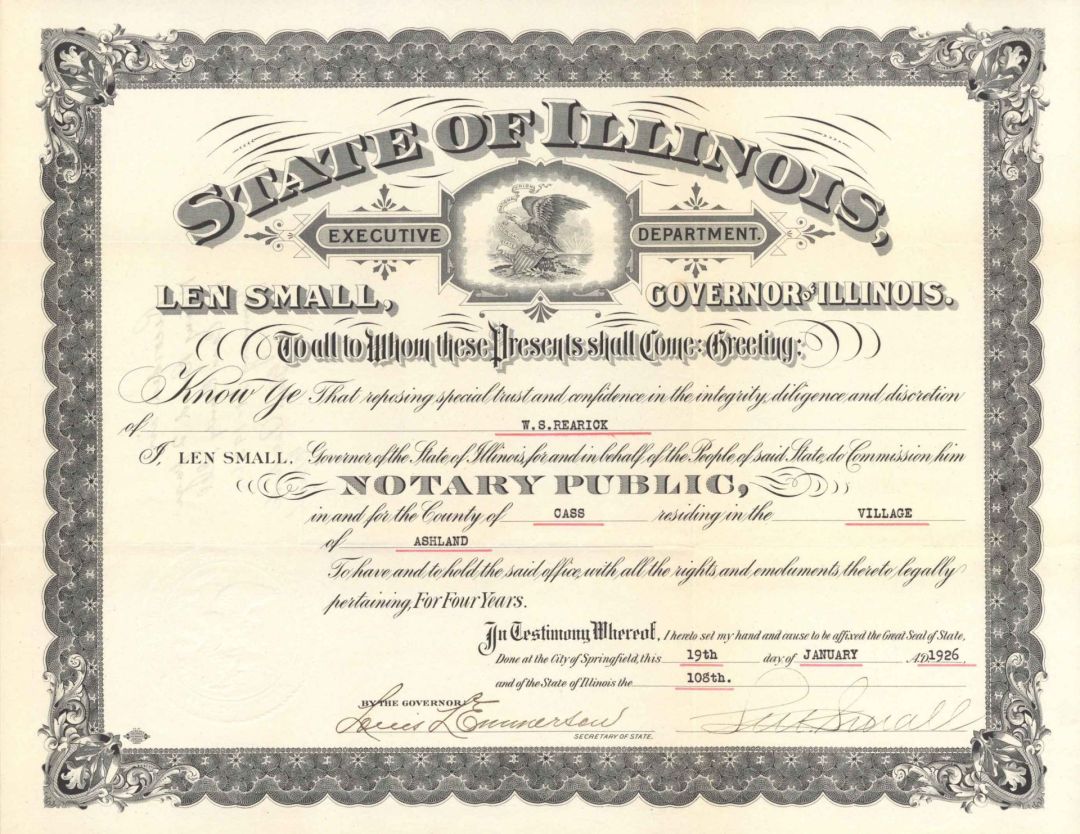 STATE OF ILLINOIS,
EXECUTIVE DEPARTMENT.
LEN SMALL, GOVERNOR OF ILLINOIS.
To all to Whom these Presents shall Come: Greeting:
Know Ye That reposing special trust and confidence in the integrity, diligence and discretion
of W.S.REARICK
I, LEN SMALL, Governor of the State of Illinois, for and in behalf of the People of said State, do Commission him
NOTARY PUBLIC,
in and for the County of CASS residing in the VILLAGE
of ASHLAND
To have and to hold the said office, with all the rights and emoluments thereto legally
pertaining, For Four Years.
In Testimony Whereof, I hereto set my hand and cause to be affixed the Great Seal of State,
Done at the City of Springfield, this 19th day of JANUARY A.D. 1926
and of the State of Illinois the 108th.
BY THE GOVERNOR:
Louis L Emmerson Len Small
SECRETARY OF STATE.